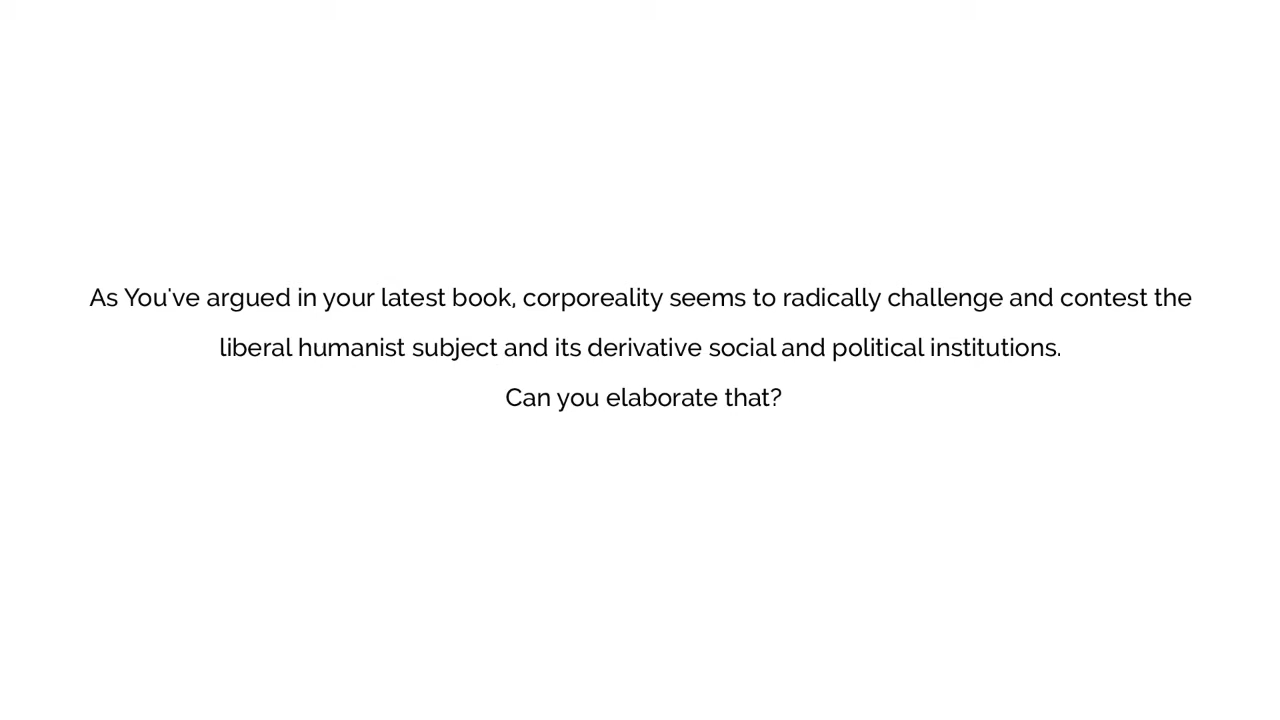 As You've argued in your latest book, corporeality seems to radically challenge and contest the
liberal humanist subject and its derivative social and political institutions.
Can you elaborate that?